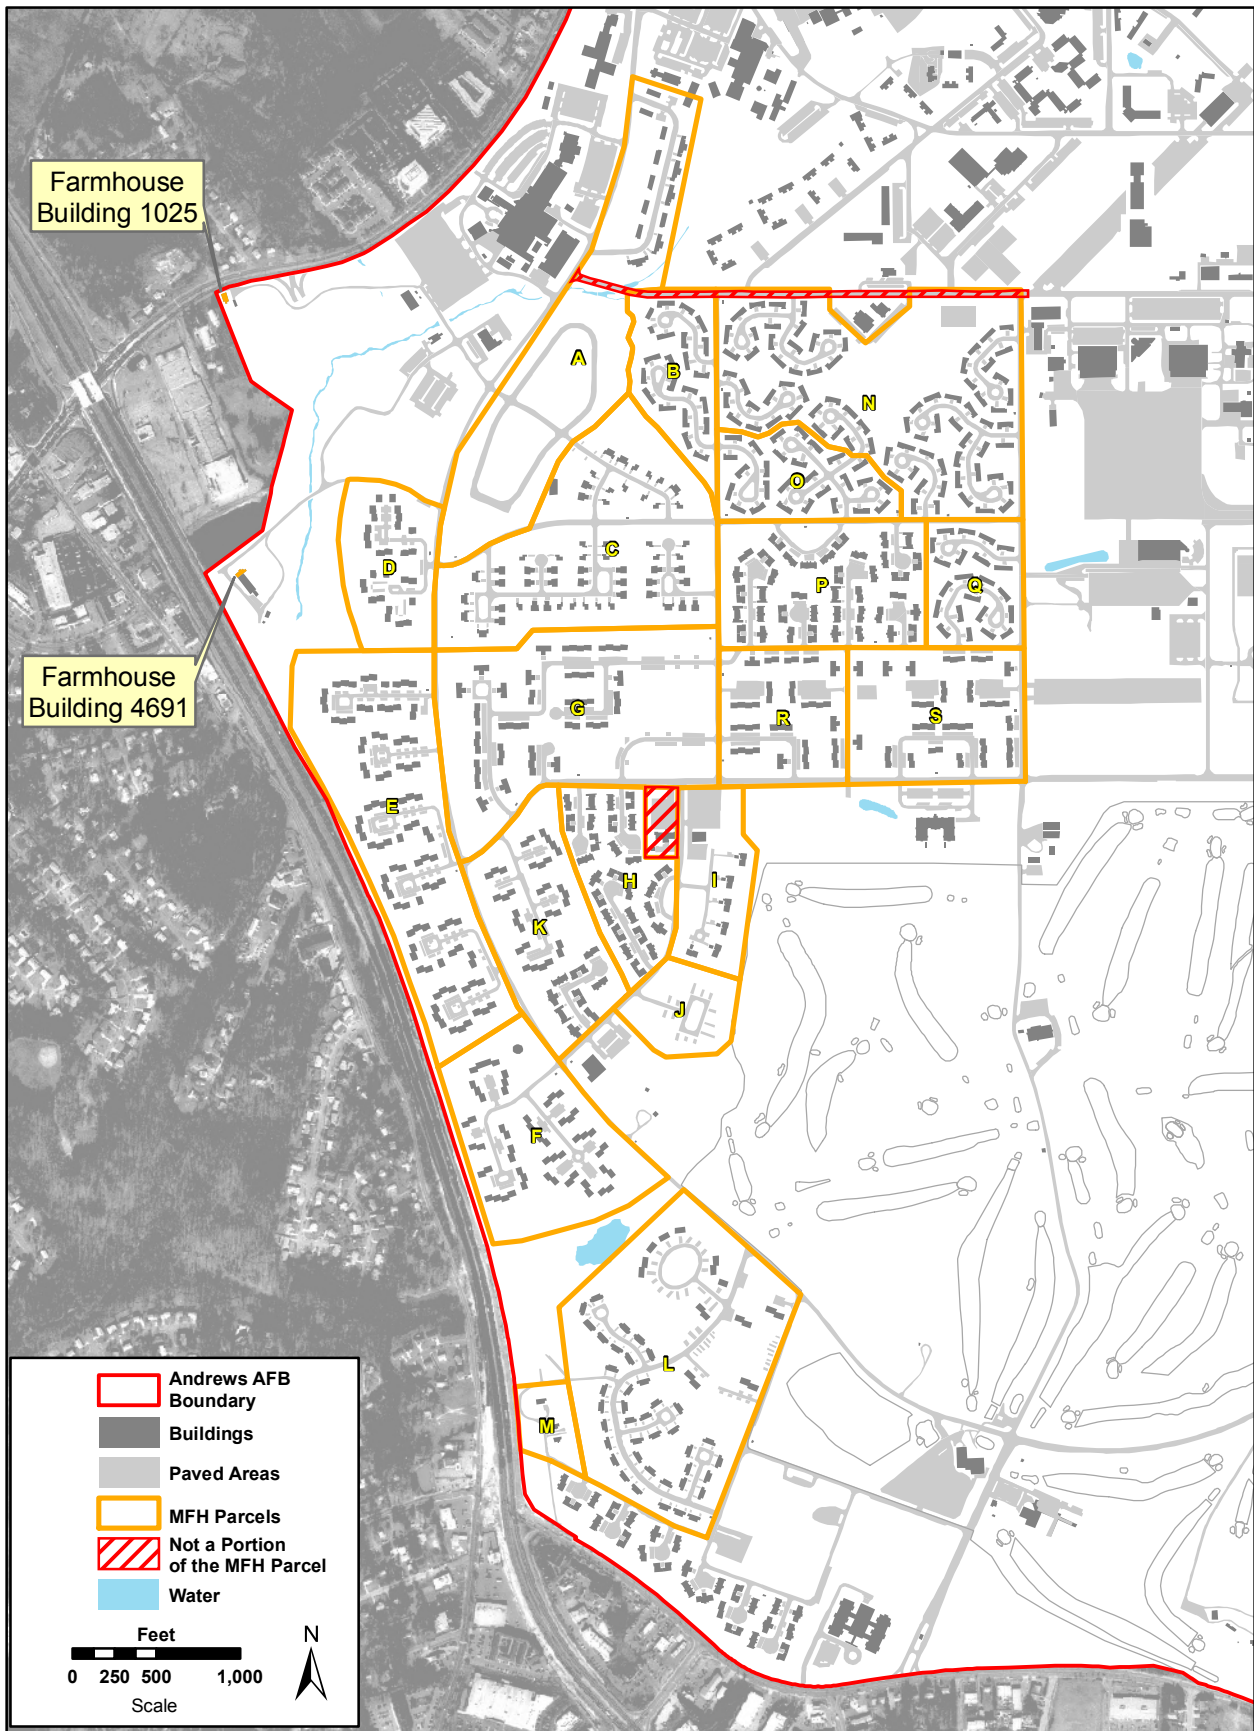 Farmhouse
Building 1025
A
B
N
O
C
D
P
Q
Farmhouse
Building 4691
G
R
S
E
H
I
K
J
F
L
M
Andrews AFB
Boundary
Buildings
Paved Areas
MFH Parcels
Not a Portion
of the MFH Parcel
Water
Feet
0 250 500 1,000
Scale
N